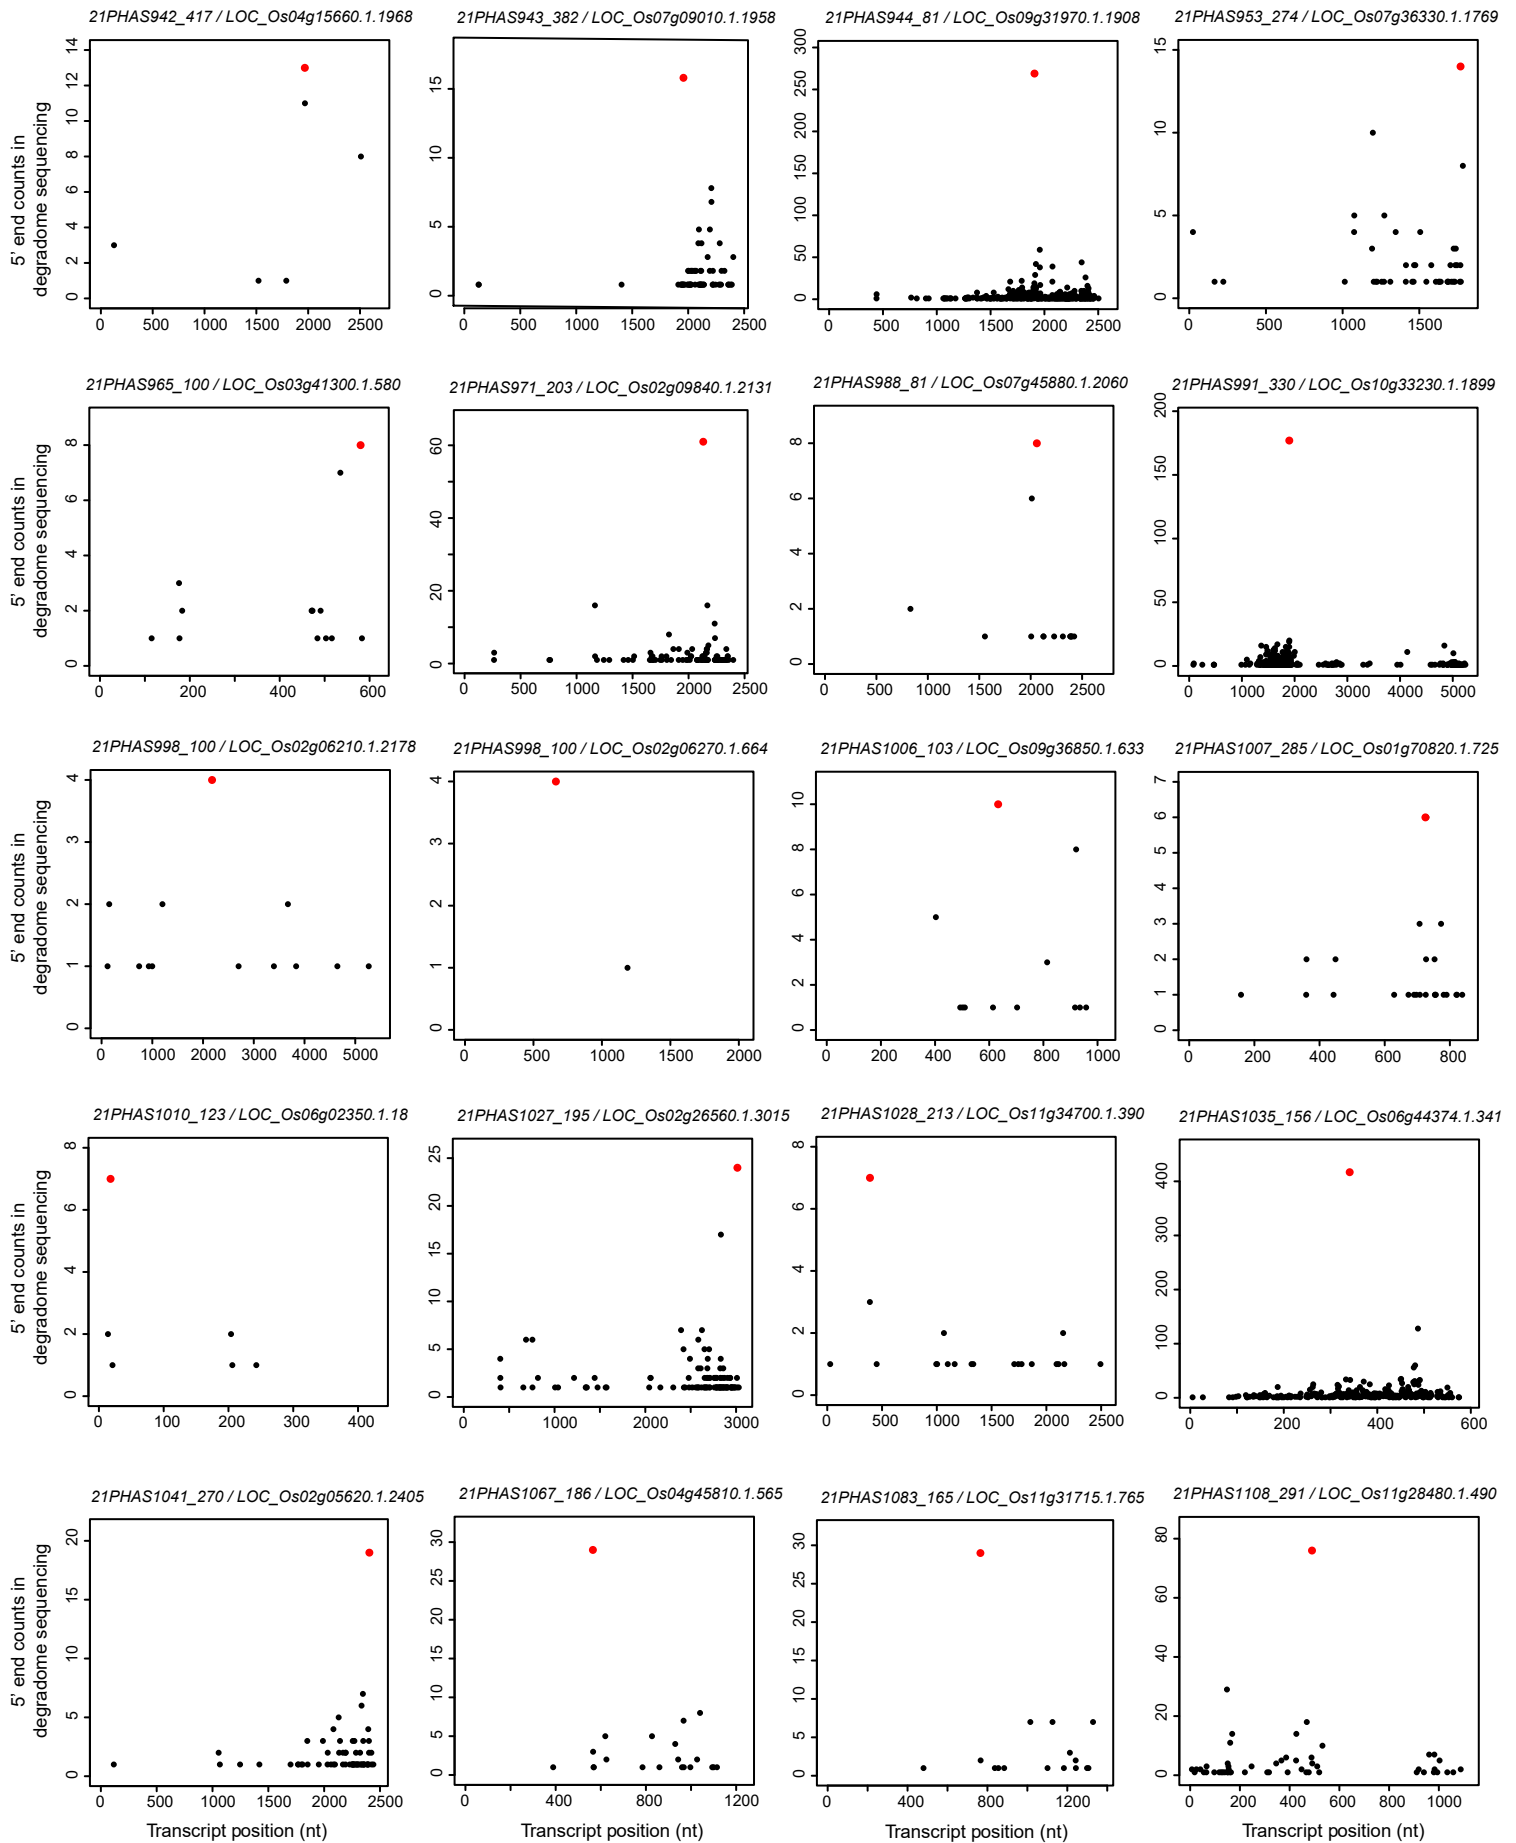 21PHAS942_417 / LOC_Os04g15660.1.1968
21PHAS943_382 / LOC_Os07g09010.1.1958
21PHAS944_81 / LOC_Os09g31970.1.1908
21PHAS953_274 / LOC_Os07g36330.1.1769
5' end counts in
degradome sequencing
0 2 4 6 8 10 12 14
0 500 1000 1500 2000 2500
0 5 10 15
0 500 1000 1500 2000 2500
0 50 100 150 200 250 300
0 500 1000 1500 2000 2500
0 5 10 15
0 500 1000 1500
21PHAS965_100 / LOC_Os03g41300.1.580
21PHAS971_203 / LOC_Os02g09840.1.2131
21PHAS988_81 / LOC_Os07g45880.1.2060
21PHAS991_330 / LOC_Os10g33230.1.1899
5' end counts in
degradome sequencing
0 2 4 6 8
0 200 400 600
0 20 40 60
0 500 1000 1500 2000 2500
0 2 4 6 8
0 500 1000 1500 2000 2500
0 50 100 150 200
0 1000 2000 3000 4000 5000
21PHAS998_100 / LOC_Os02g06210.1.2178
21PHAS998_100 / LOC_Os02g06270.1.664
21PHAS1006_103 / LOC_Os09g36850.1.633
21PHAS1007_285 / LOC_Os01g70820.1.725
5' end counts in
degradome sequencing
0 1 2 3 4
0 1000 2000 3000 4000 5000
0 1 2 3 4
0 500 1000 1500 2000
0 2 4 6 8 10
0 200 400 600 800 1000
0 1 2 3 4 5 6 7
0 200 400 600 800
21PHAS1010_123 / LOC_Os06g02350.1.18
21PHAS1027_195 / LOC_Os02g26560.1.3015
21PHAS1028_213 / LOC_Os11g34700.1.390
21PHAS1035_156 / LOC_Os06g44374.1.341
5' end counts in
degradome sequencing
0 2 4 6 8
0 100 200 300 400
0 5 10 15 20 25
0 1000 2000 3000
0 2 4 6 8
0 500 1000 1500 2000 2500
0 100 200 300 400
0 200 400 600
21PHAS1041_270 / LOC_Os02g05620.1.2405
21PHAS1067_186 / LOC_Os04g45810.1.565
21PHAS1083_165 / LOC_Os11g31715.1.765
21PHAS1108_291 / LOC_Os11g28480.1.490
5' end counts in
degradome sequencing
0 5 10 15 20
0 500 1000 1500 2000 2500
0 5 10 15 20 25 30
0 400 800 1200
0 5 10 15 20 25 30
0 400 800 1200
0 20 40 60 80
0 200 400 600 800 1000
Transcript position (nt)
Transcript position (nt)
Transcript position (nt)
Transcript position (nt)